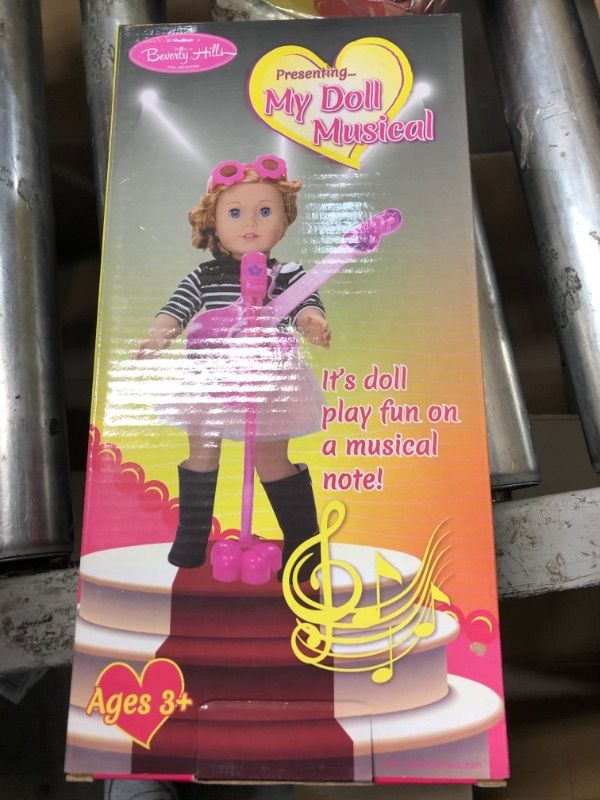 Beverly Hills
Presenting...
My Doll
Musical
It's doll
play fun on
a musical
note!
Ages 3+